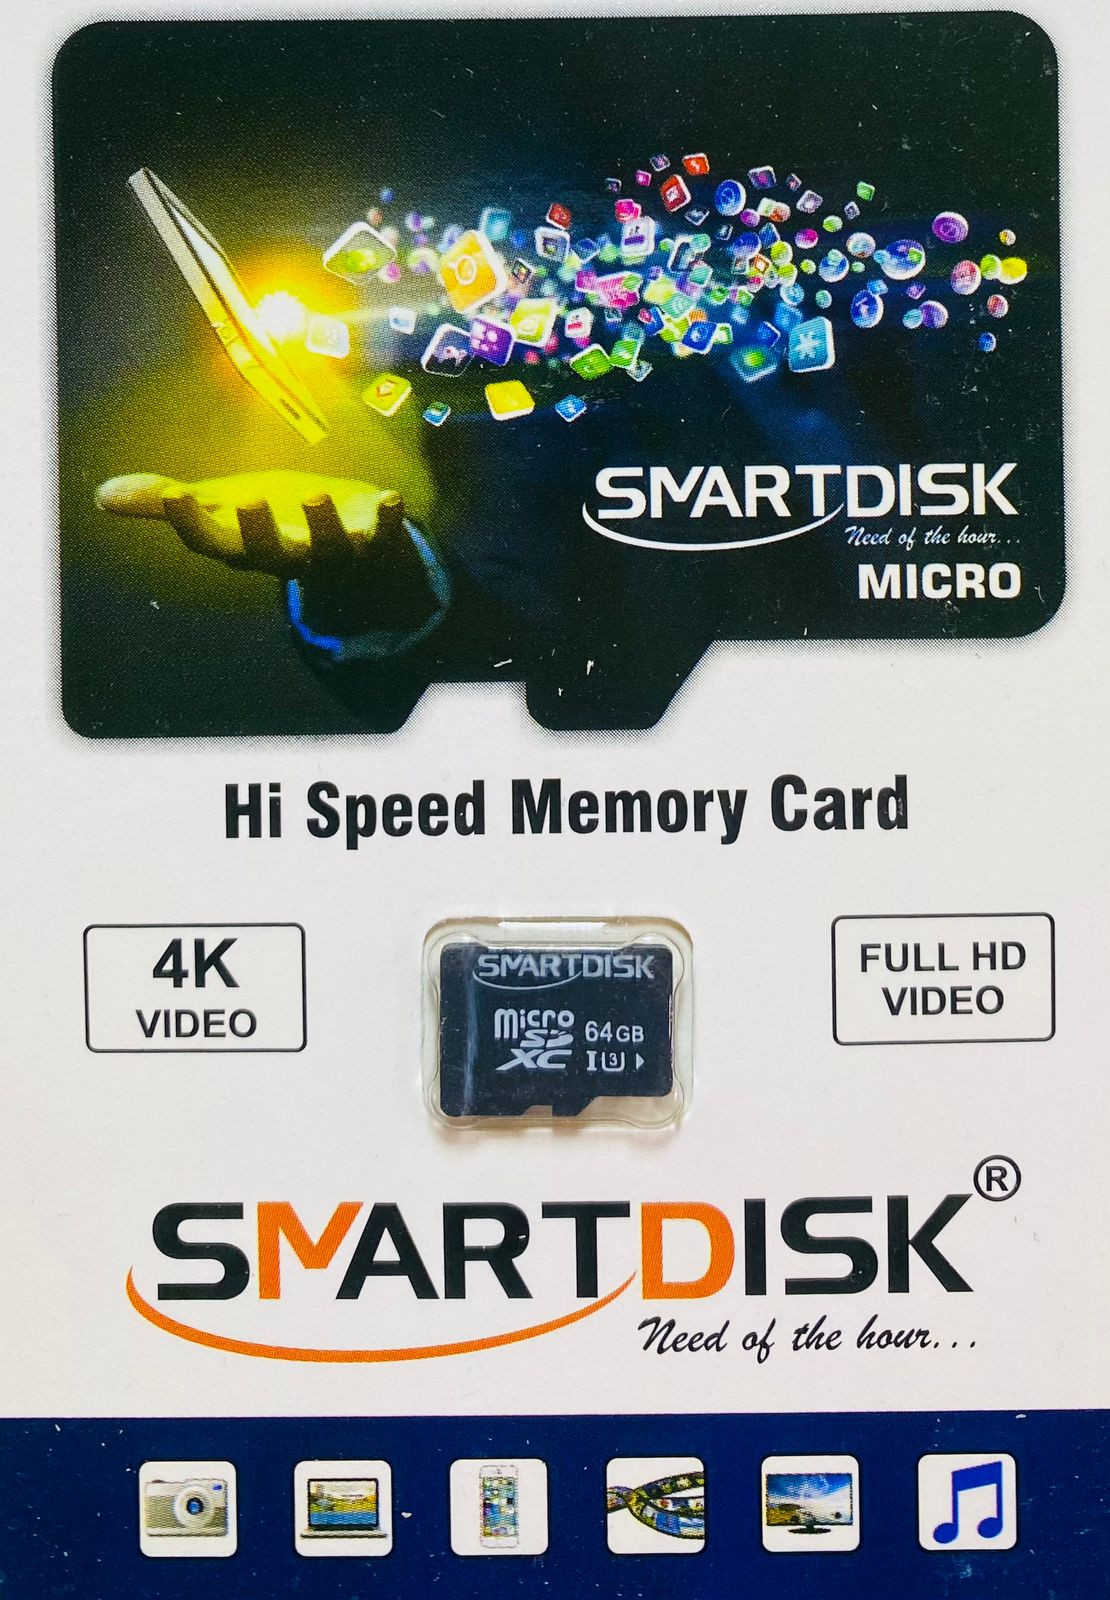 SMARTDISK
Need of the hour...
MICRO
Hi Speed Memory Card
4K
VIDEO
SMARTDISK
Micro
SD
XC
64GB
I U3
FULL HD
VIDEO
SMARTDISK®
Need of the hour...